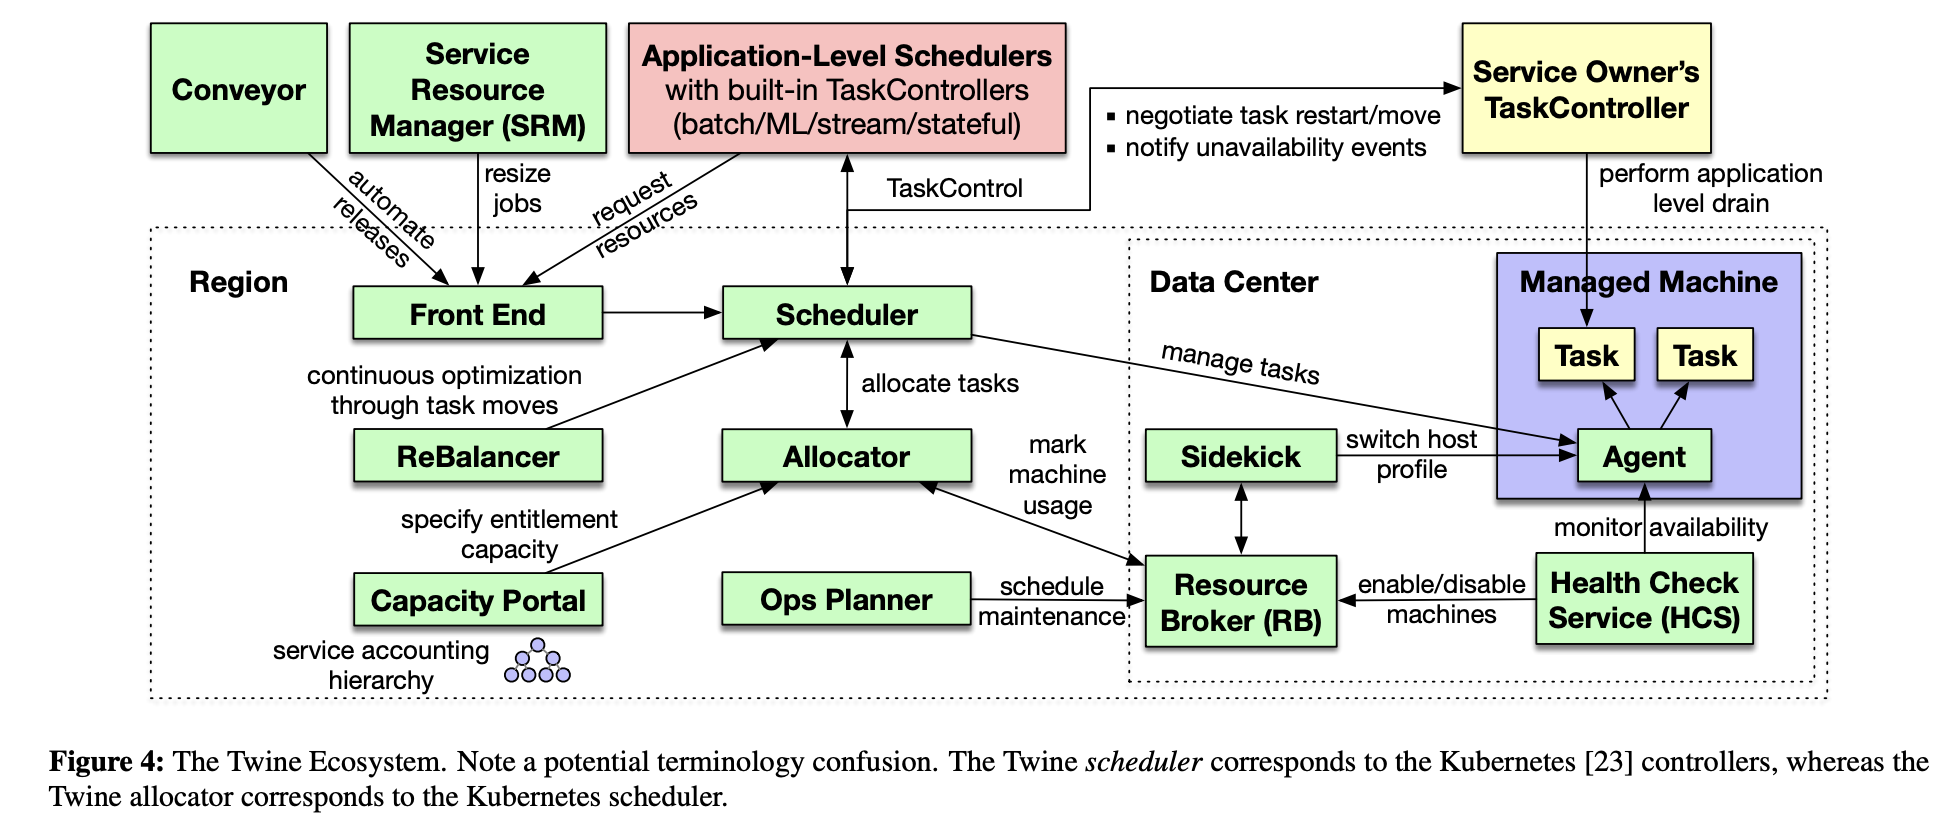 Conveyor
Service
Resource
Manager (SRM)
Application-Level Schedulers
with built-in TaskControllers
(batch/ML/stream/stateful)
Service Owner’s
TaskController
▪ negotiate task restart/move
▪ notify unavailability events
automate
releases
resize
jobs
request
resources
TaskControl
perform application
level drain
Region
Front End
Scheduler
Data Center
Managed Machine
Task
Task
continuous optimization
through task moves
allocate tasks
manage tasks
ReBalancer
Allocator
mark
machine
usage
Sidekick
switch host
profile
Agent
specify entitlement
capacity
monitor availability
Capacity Portal
Ops Planner
schedule
maintenance
Resource
Broker (RB)
enable/disable
machines
Health Check
Service (HCS)
service accounting
hierarchy
Figure 4: The Twine Ecosystem. Note a potential terminology confusion. The Twine scheduler corresponds to the Kubernetes [23] controllers, whereas the
Twine allocator corresponds to the Kubernetes scheduler.